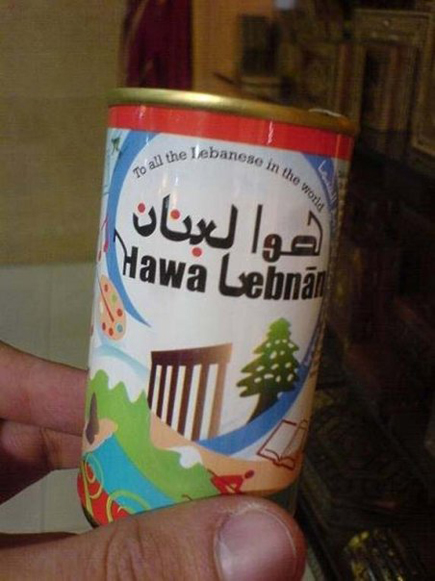 To all the Lebanese in the world
هوا لبنان
Hawa Lebnān